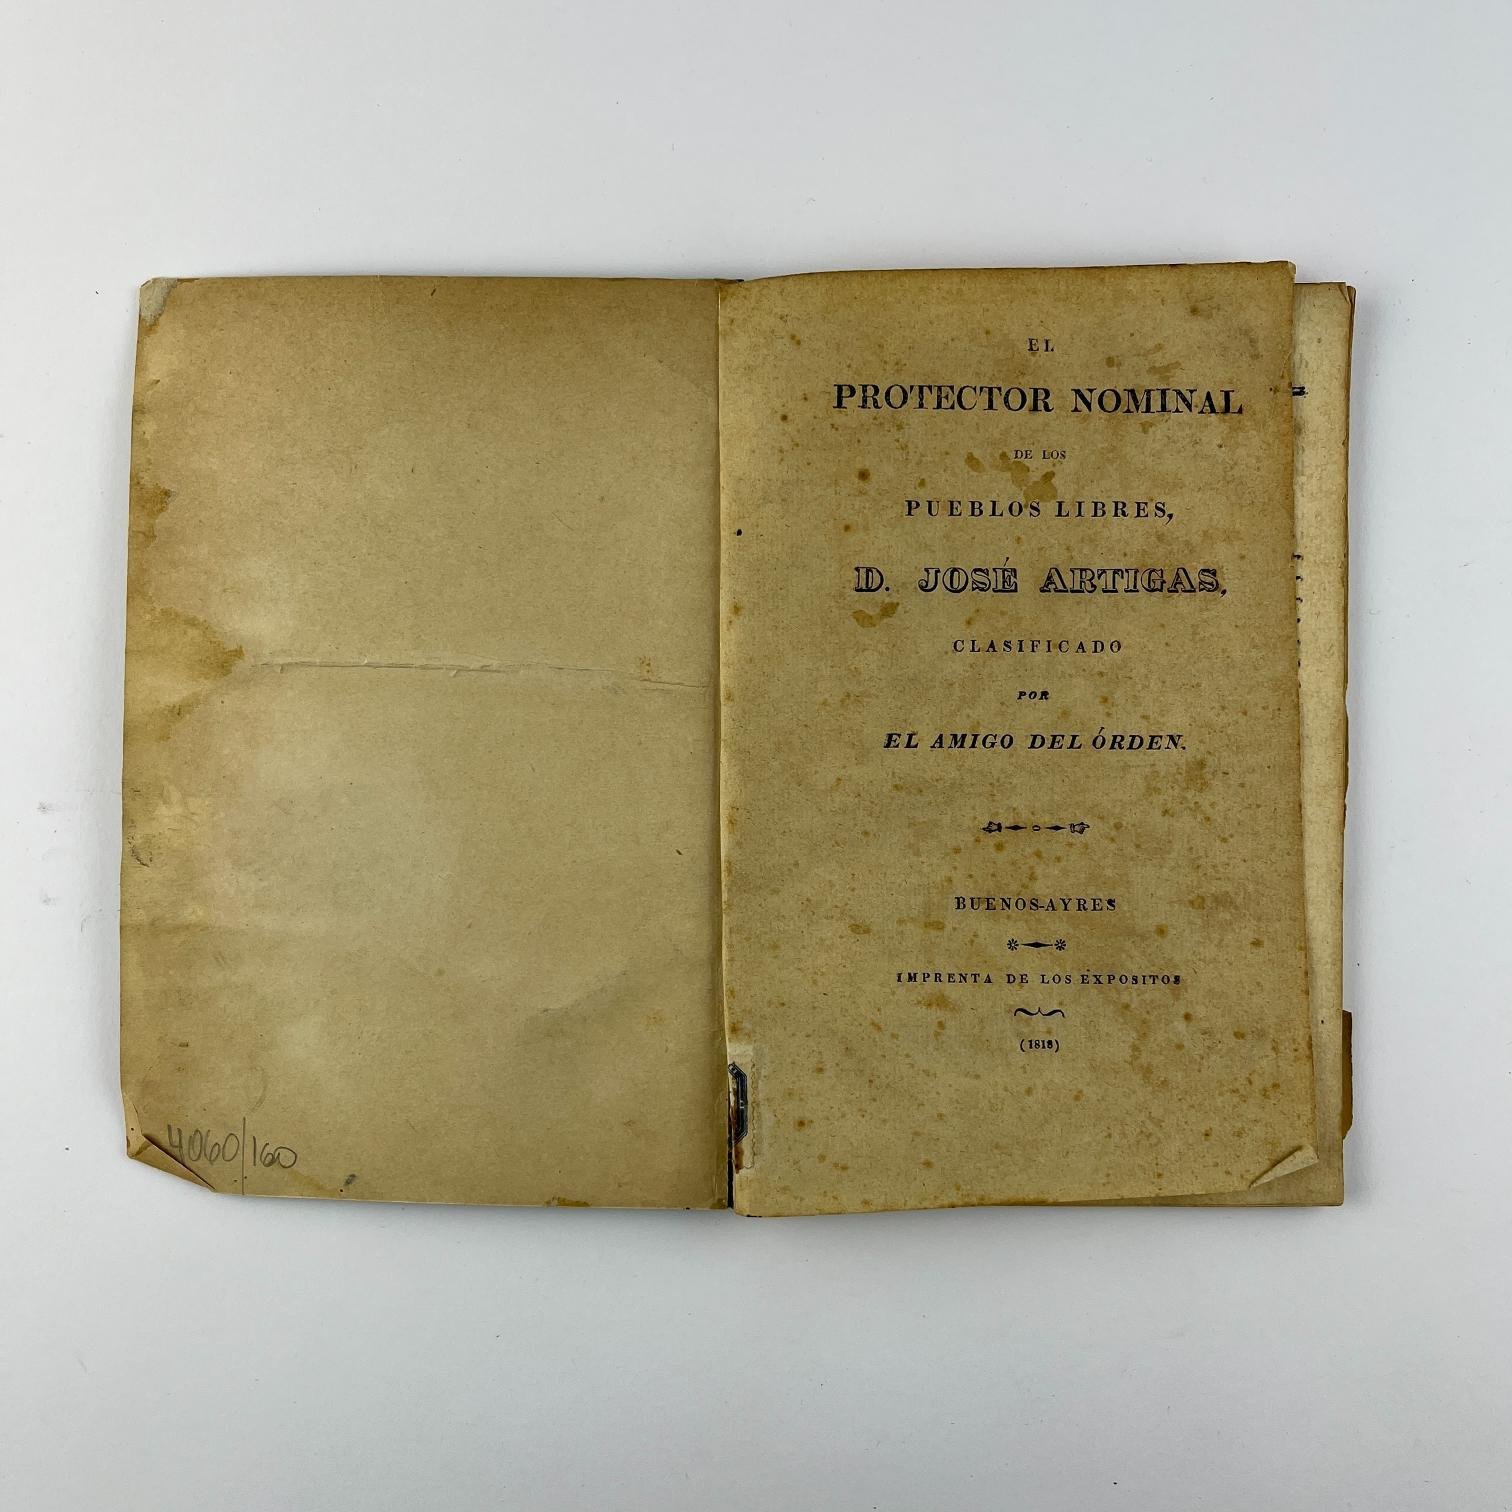 4060/160
EL
PROTECTOR NOMINAL
DE LOS
PUEBLOS LIBRES,
D. JOSÉ ARTIGAS,
CLASIFICADO
POR
EL AMIGO DEL ÓRDEN.
BUENOS-AYRES
IMPRENTA DE LOS EXPOSITOS
(1818)